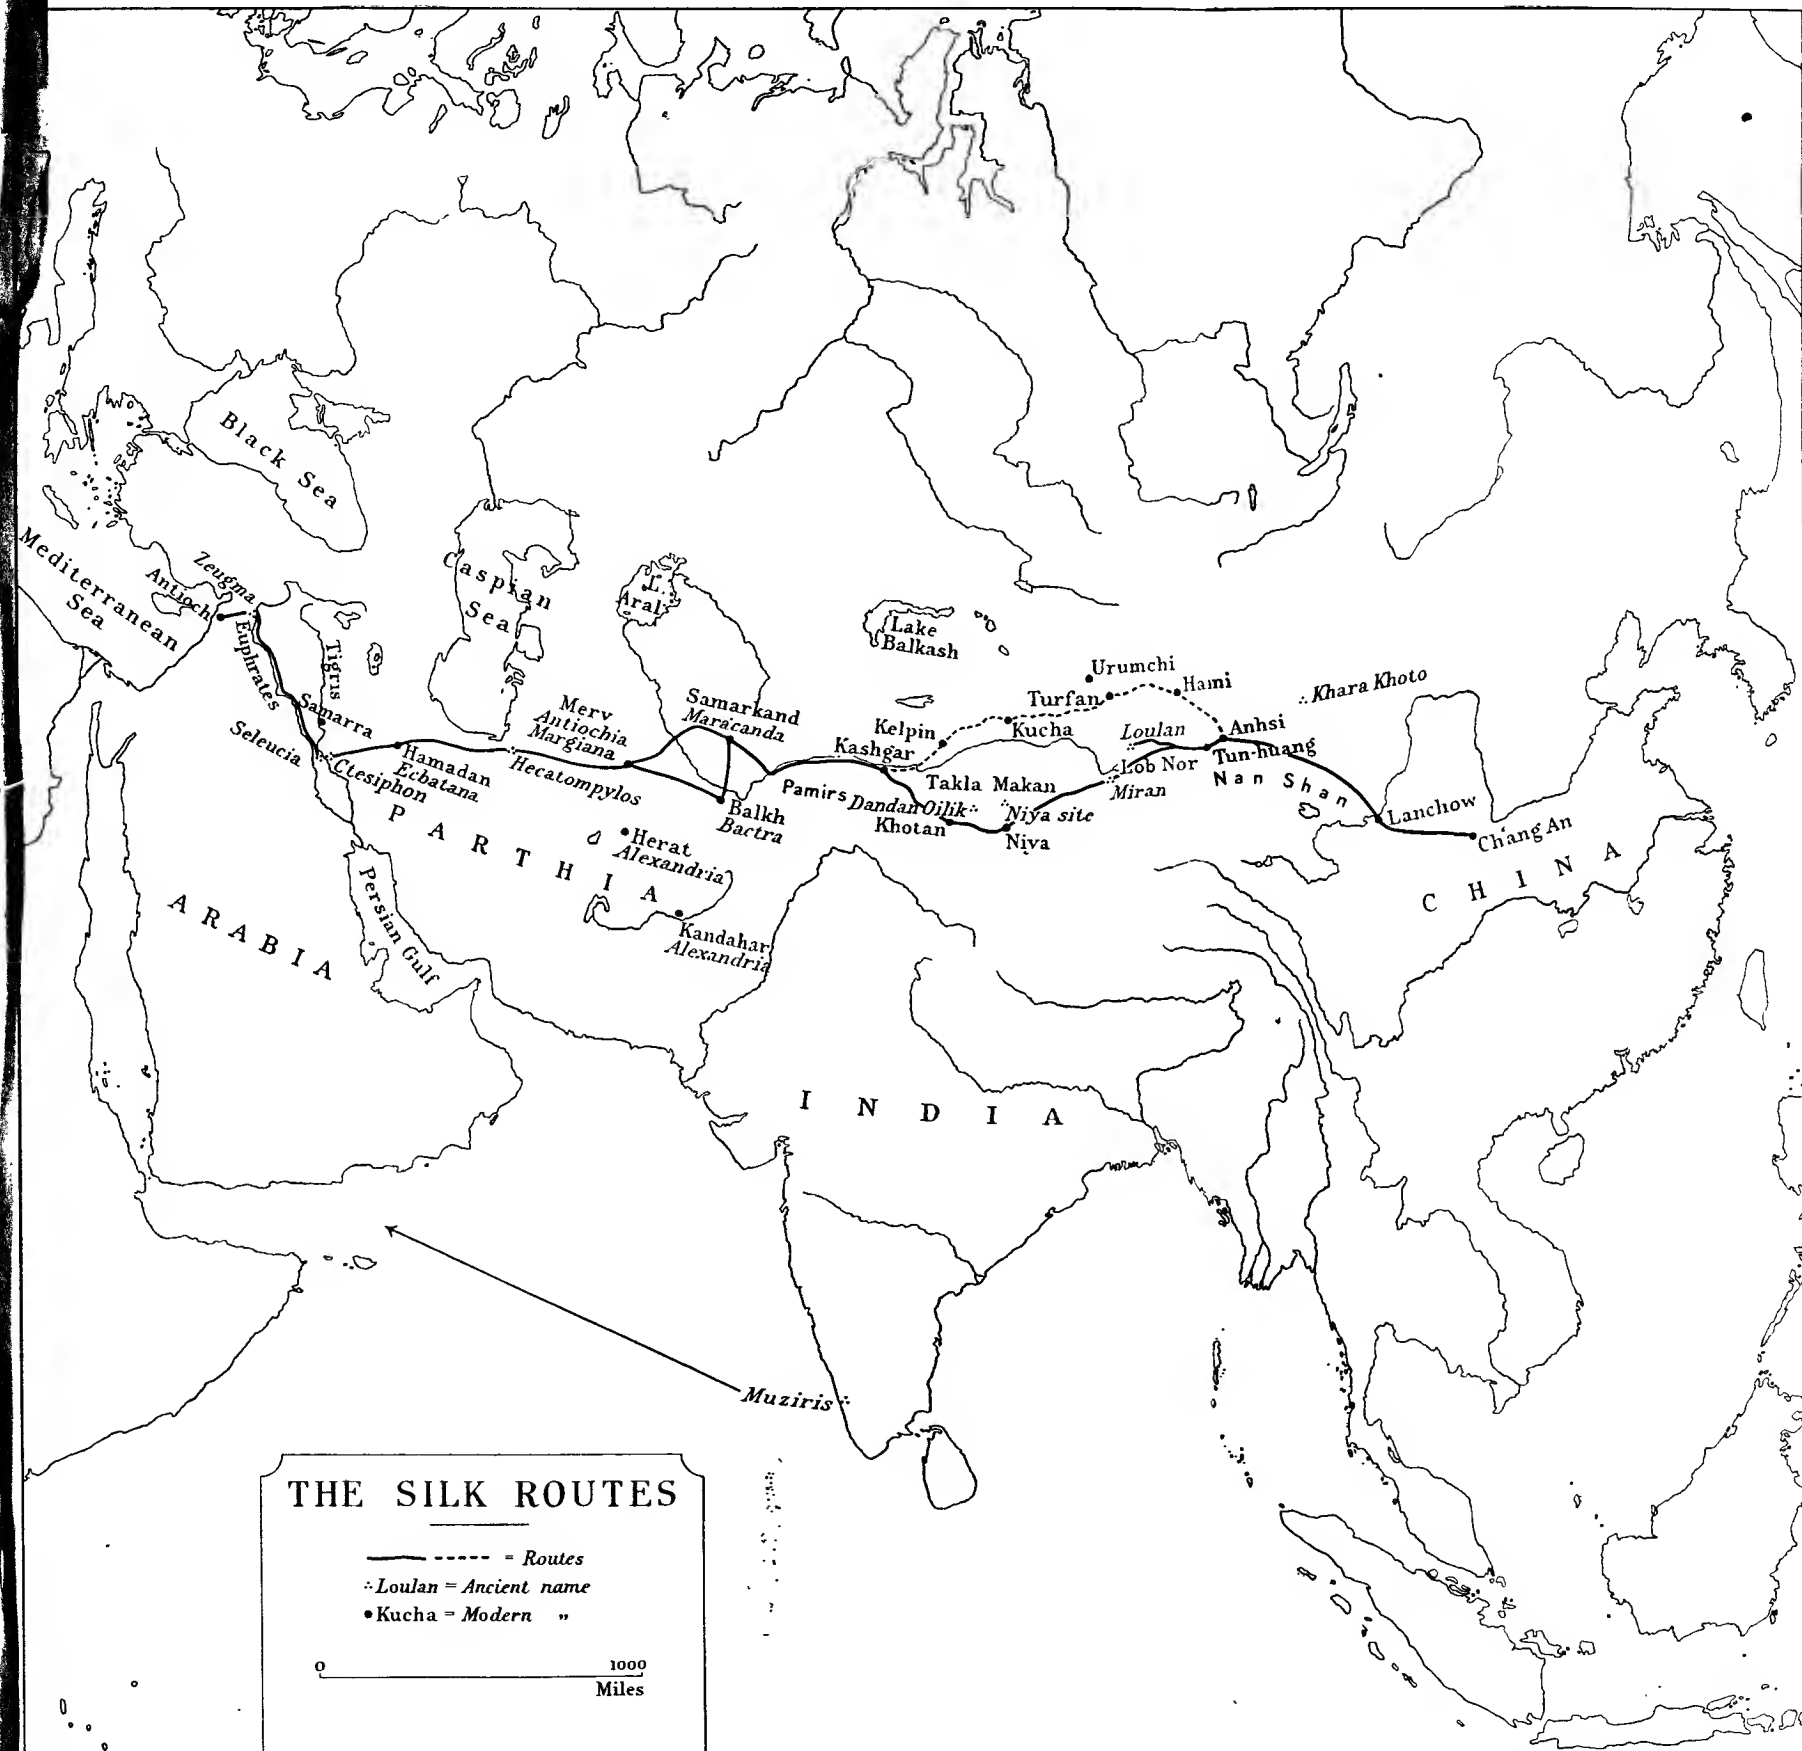 Black Sea
Mediterranean
Sea
Zeugma
Antioch
Euphrates
Tigris
Caspian
Sea
L.
Aral
Lake
Balkash
Urumchi
Turfan
Hami
Khara Khoto
Samarra
Seleucia
Ctesiphon
Hamadan
Ecbatana
Hecatompylos
Merv
Antiochia
Margiana
Samarkand
Maracanda
Kelpin
Kashgar
Kucha
Loulan
Anhsi
Tun-huang
Lob Nor
Nan Shan
Takla Makan
Miran
Pamirs
Dandan Oilik
Niya site
Khotan
Niya
Lanchow
Ch'ang An
Balkh
Bactra
PARTHIA
Herat
Alexandria
Kandahar
Alexandria
Persian Gulf
ARABIA
CHINA
INDIA
Muziris
THE SILK ROUTES
= Routes
Loulan = Ancient name
Kucha = Modern "
0 1000
Miles